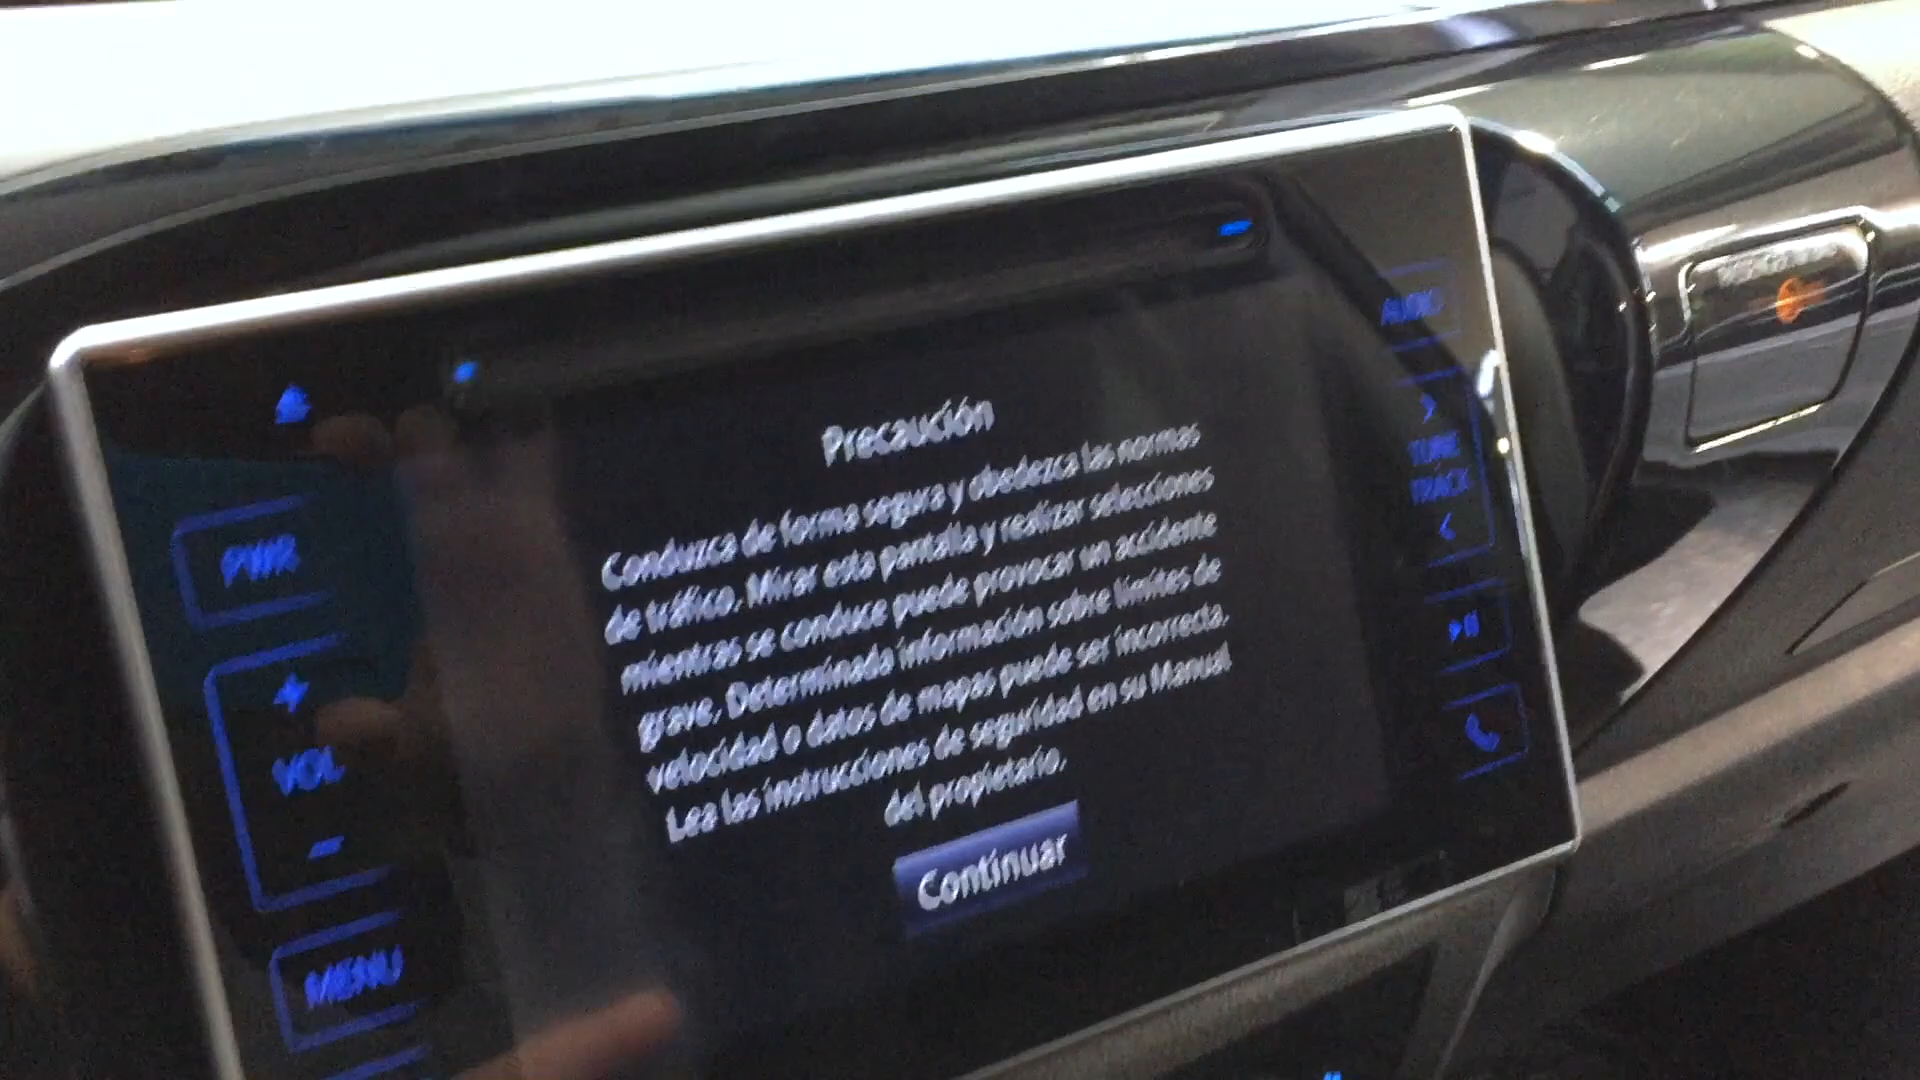 Precaución
Conduzca de forma segura y obedezca las normas
de tráfico. Mirar esta pantalla y realizar selecciones
mientras se conduce puede provocar un accidente
grave. Determinada información sobre límites de
velocidad o datos de mapas puede ser incorrecta.
Lea las instrucciones de seguridad en su Manual
del propietario.
Continuar
PWR
+
VOL
-
MENU
AUDIO
>
TUNE
TRACK
<